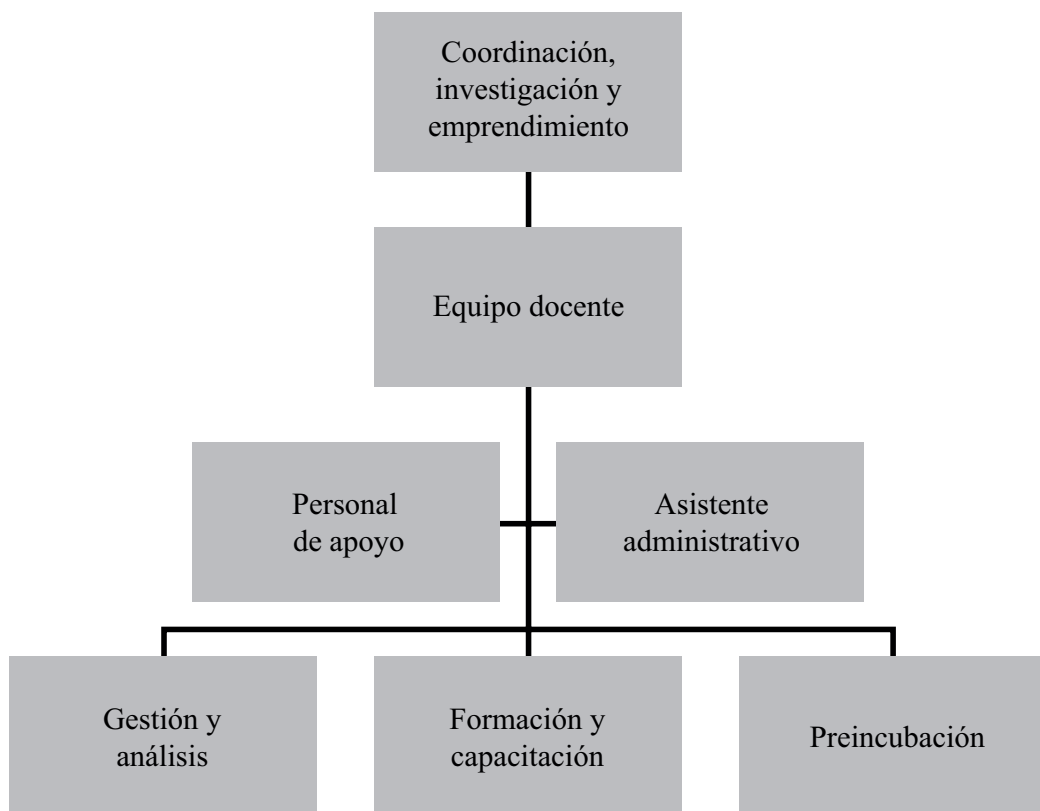 Coordinación,
investigación y
emprendimiento
Equipo docente
Personal
de apoyo
Asistente
administrativo
Gestión y
análisis
Formación y
capacitación
Preincubación